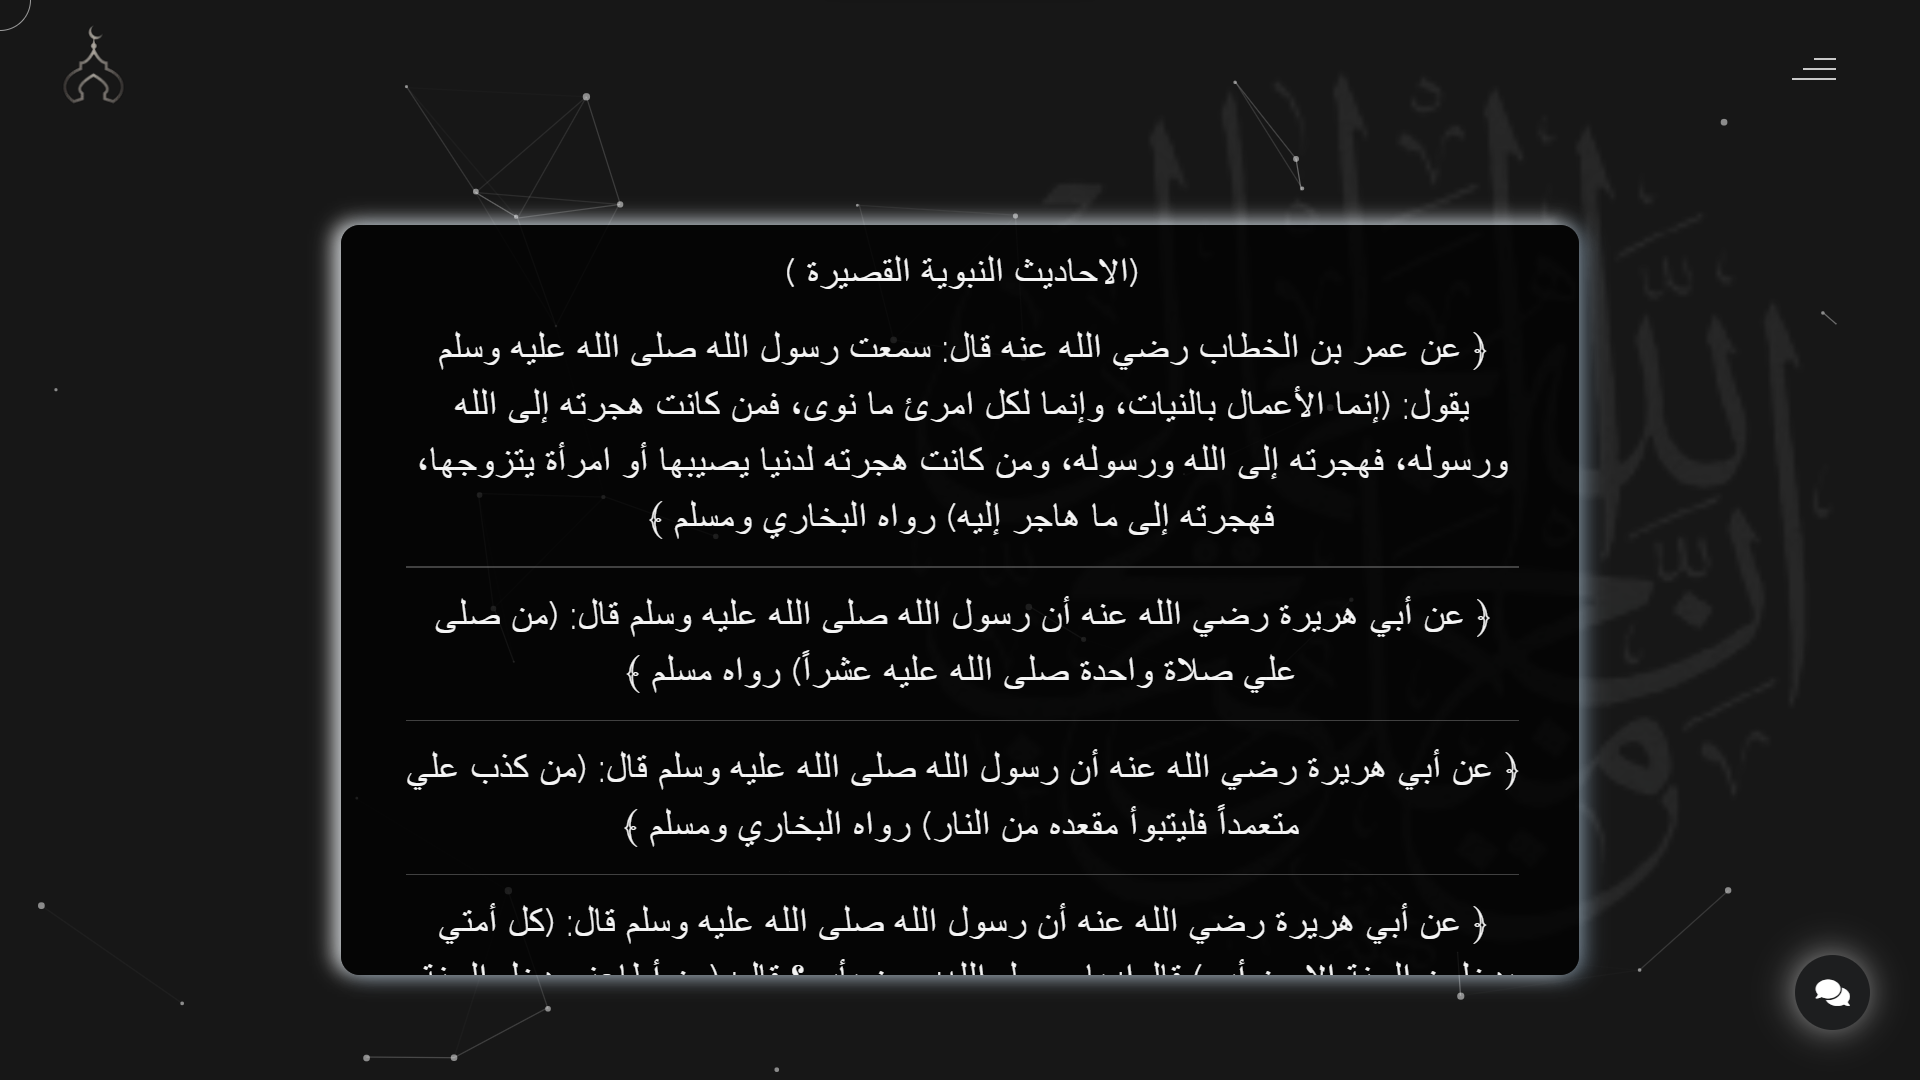 (الاحاديث النبوية القصيرة )
﴿ عن عمر بن الخطاب رضي الله عنه قال: سمعت رسول الله صلى الله عليه وسلم
يقول: (إنما الأعمال بالنيات، وإنما لكل امرئ ما نوى، فمن كانت هجرته إلى الله
ورسوله، فهجرته إلى الله ورسوله، ومن كانت هجرته لدنيا يصيبها أو امرأة يتزوجها،
فهجرته إلى ما هاجر إليه) رواه البخاري ومسلم ﴾
﴿ عن أبي هريرة رضي الله عنه أن رسول الله صلى الله عليه وسلم قال: (من صلى
علي صلاة واحدة صلى الله عليه عشراً) رواه مسلم ﴾
﴿ عن أبي هريرة رضي الله عنه أن رسول الله صلى الله عليه وسلم قال: (من كذب علي
متعمداً فليتبوأ مقعده من النار) رواه البخاري ومسلم ﴾
﴿ عن أبي هريرة رضي الله عنه أن رسول الله صلى الله عليه وسلم قال: (كل أمتي